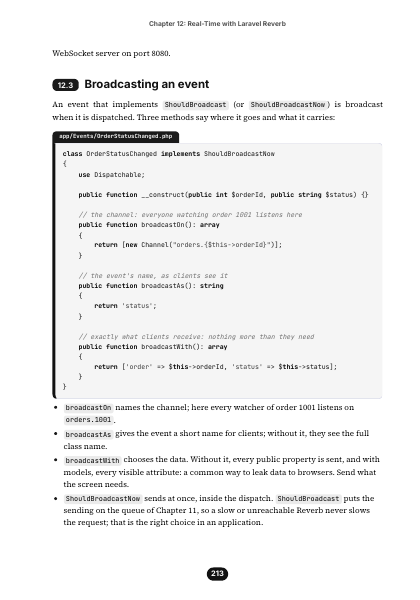 Chapter 12: Real-Time with Laravel Reverb
WebSocket server on port 8080.
12.3 Broadcasting an event
An event that implements ShouldBroadcast (or ShouldBroadcastNow) is broadcast
when it is dispatched. Three methods say where it goes and what it carries:
app/Events/OrderStatusChanged.php
class OrderStatusChanged implements ShouldBroadcastNow
{
    use Dispatchable;
    public function __construct(public int $orderId, public string $status) {}
    // the channel: everyone watching order 1001 listens here
    public function broadcastOn(): array
    {
        return [new Channel("orders.{$this->orderId}")];
    }
    // the event's name, as clients see it
    public function broadcastAs(): string
    {
        return 'status';
    }
    // exactly what clients receive: nothing more than they need
    public function broadcastWith(): array
    {
        return ['order' => $this->orderId, 'status' => $this->status];
    }
}
• broadcastOn names the channel; here every watcher of order 1001 listens on
orders.1001.
• broadcastAs gives the event a short name for clients; without it, they see the full
class name.
• broadcastWith chooses the data. Without it, every public property is sent, and with
models, every visible attribute: a common way to leak data to browsers. Send what
the screen needs.
• ShouldBroadcastNow sends at once, inside the dispatch. ShouldBroadcast puts the
sending on the queue of Chapter 11, so a slow or unreachable Reverb never slows
the request; that is the right choice in an application.
213